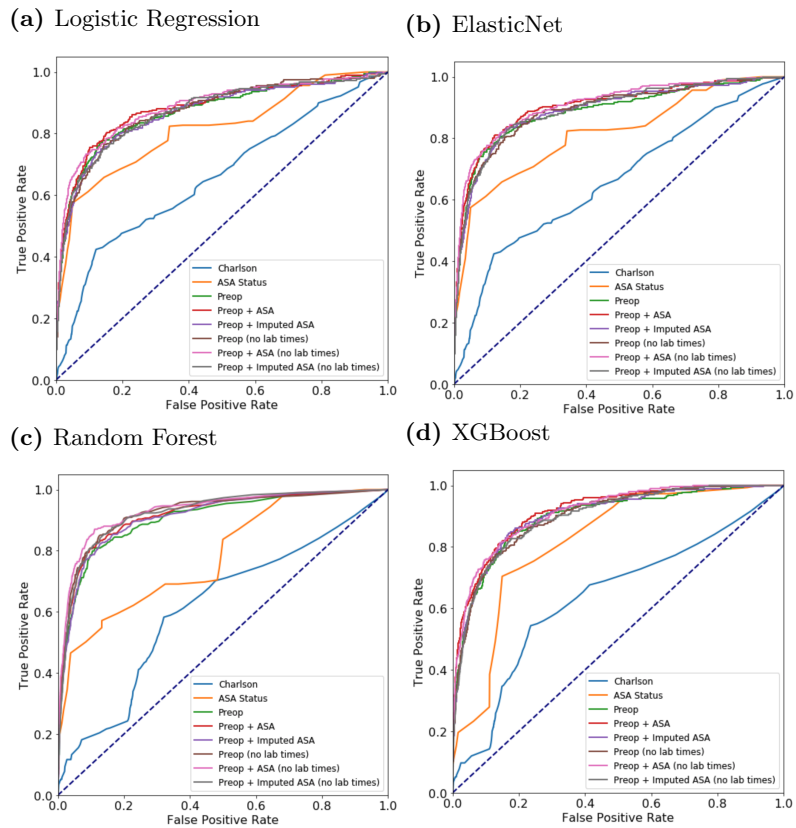 (a) Logistic Regression
1.0
0.8
0.6
0.4
0.2
0.0
True Positive Rate
Charlson
ASA Status
Preop
Preop + ASA
Preop + Imputed ASA
Preop (no lab times)
Preop + ASA (no lab times)
Preop + Imputed ASA (no lab times)
0.0 0.2 0.4 0.6 0.8 1.0
False Positive Rate
(b) ElasticNet
1.0
0.8
0.6
0.4
0.2
0.0
True Positive Rate
Charlson
ASA Status
Preop
Preop + ASA
Preop + Imputed ASA
Preop (no lab times)
Preop + ASA (no lab times)
Preop + Imputed ASA (no lab times)
0.0 0.2 0.4 0.6 0.8 1.0
False Positive Rate
(c) Random Forest
1.0
0.8
0.6
0.4
0.2
0.0
True Positive Rate
Charlson
ASA Status
Preop
Preop + ASA
Preop + Imputed ASA
Preop (no lab times)
Preop + ASA (no lab times)
Preop + Imputed ASA (no lab times)
0.0 0.2 0.4 0.6 0.8 1.0
False Positive Rate
(d) XGBoost
1.0
0.8
0.6
0.4
0.2
0.0
True Positive Rate
Charlson
ASA Status
Preop
Preop + ASA
Preop + Imputed ASA
Preop (no lab times)
Preop + ASA (no lab times)
Preop + Imputed ASA (no lab times)
0.0 0.2 0.4 0.6 0.8 1.0
False Positive Rate